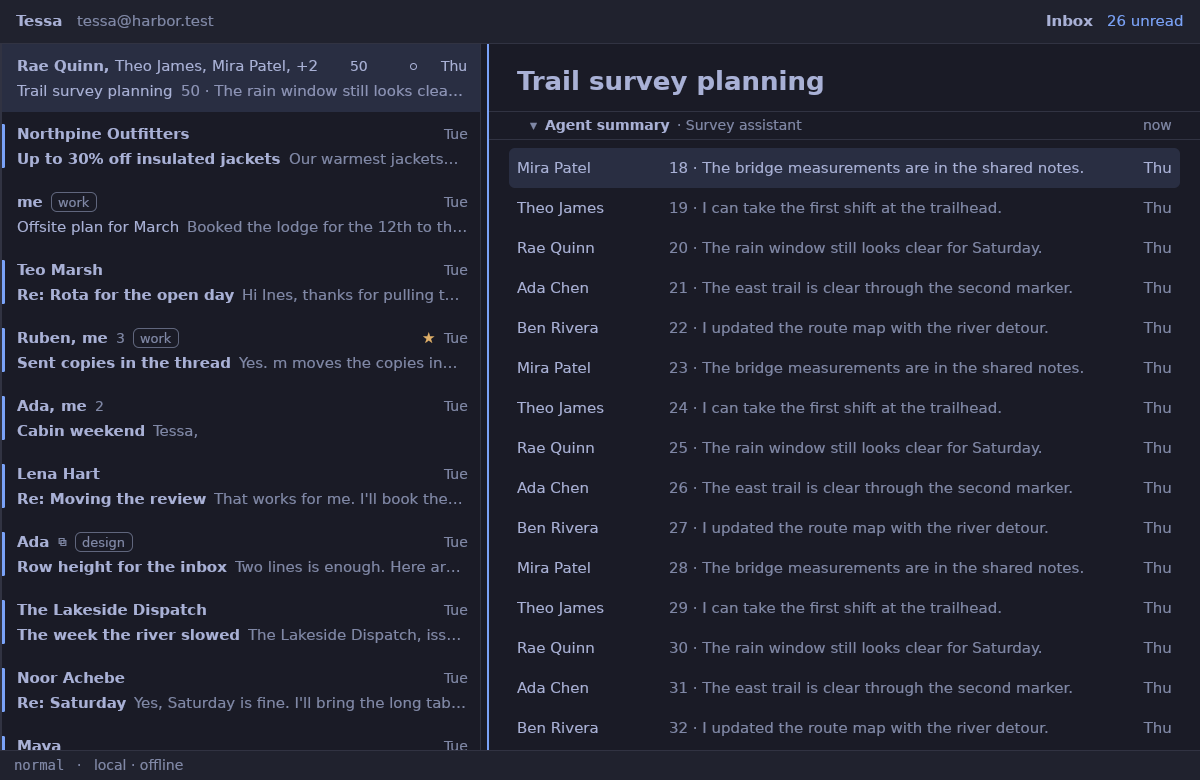 Tessa tessa@harbor.test
Inbox 26 unread
Rae Quinn, Theo James, Mira Patel, +2 50 ○ Thu
Trail survey planning 50 · The rain window still looks clea…
Northpine Outfitters Tue
Up to 30% off insulated jackets Our warmest jackets…
me work Tue
Offsite plan for March Booked the lodge for the 12th to th…
Teo Marsh Tue
Re: Rota for the open day Hi Ines, thanks for pulling t…
Ruben, me 3 work ★ Tue
Sent copies in the thread Yes. m moves the copies in…
Ada, me 2 Tue
Cabin weekend Tessa,
Lena Hart Tue
Re: Moving the review That works for me. I'll book the…
Ada ⧉ design Tue
Row height for the inbox Two lines is enough. Here ar…
The Lakeside Dispatch Tue
The week the river slowed The Lakeside Dispatch, iss…
Noor Achebe Tue
Re: Saturday Yes, Saturday is fine. I'll bring the long tab…
Maya Tue
Trail survey planning
▾ Agent summary · Survey assistant now
Mira Patel 18 · The bridge measurements are in the shared notes. Thu
Theo James 19 · I can take the first shift at the trailhead. Thu
Rae Quinn 20 · The rain window still looks clear for Saturday. Thu
Ada Chen 21 · The east trail is clear through the second marker. Thu
Ben Rivera 22 · I updated the route map with the river detour. Thu
Mira Patel 23 · The bridge measurements are in the shared notes. Thu
Theo James 24 · I can take the first shift at the trailhead. Thu
Rae Quinn 25 · The rain window still looks clear for Saturday. Thu
Ada Chen 26 · The east trail is clear through the second marker. Thu
Ben Rivera 27 · I updated the route map with the river detour. Thu
Mira Patel 28 · The bridge measurements are in the shared notes. Thu
Theo James 29 · I can take the first shift at the trailhead. Thu
Rae Quinn 30 · The rain window still looks clear for Saturday. Thu
Ada Chen 31 · The east trail is clear through the second marker. Thu
Ben Rivera 32 · I updated the route map with the river detour. Thu
normal · local · offline